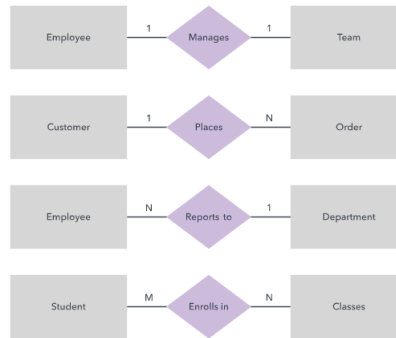 Employee 1 Manages 1 Team
Customer 1 Places N Order
Employee N Reports to 1 Department
Student M Enrolls in N Classes